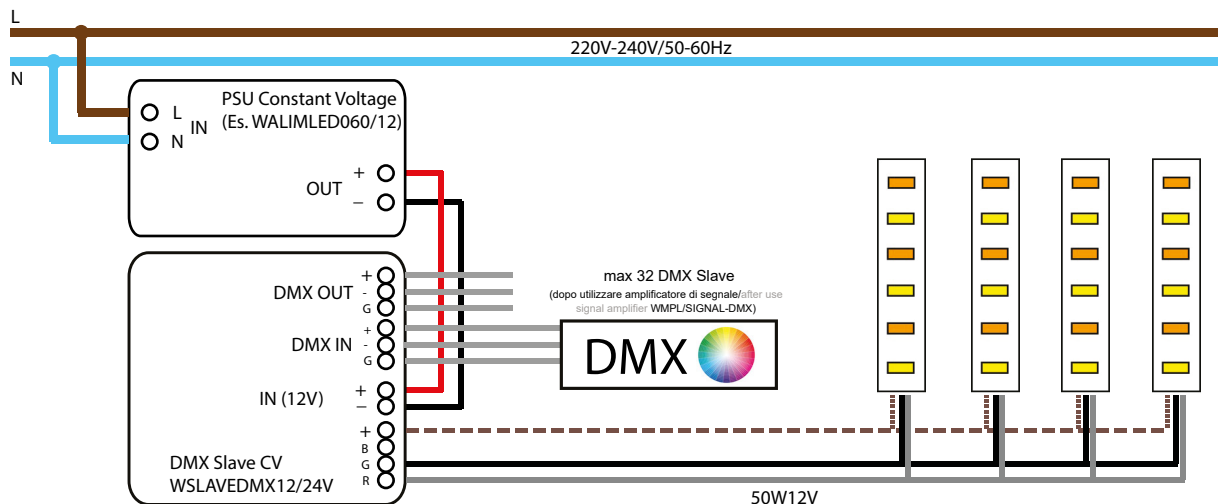 L
220V-240V/50-60Hz
N
PSU Constant Voltage
(Es. WALIMLED060/12)
L
IN
N
+
OUT
−
+
DMX OUT
-
G
+
DMX IN
-
G
max 32 DMX Slave
(dopo utilizzare amplificatore di segnale/after use
signal amplifier WMPL/SIGNAL-DMX)
DMX
+
IN (12V)
−
+
B
G
R
DMX Slave CV
WSLAVEDMX12/24V
50W12V